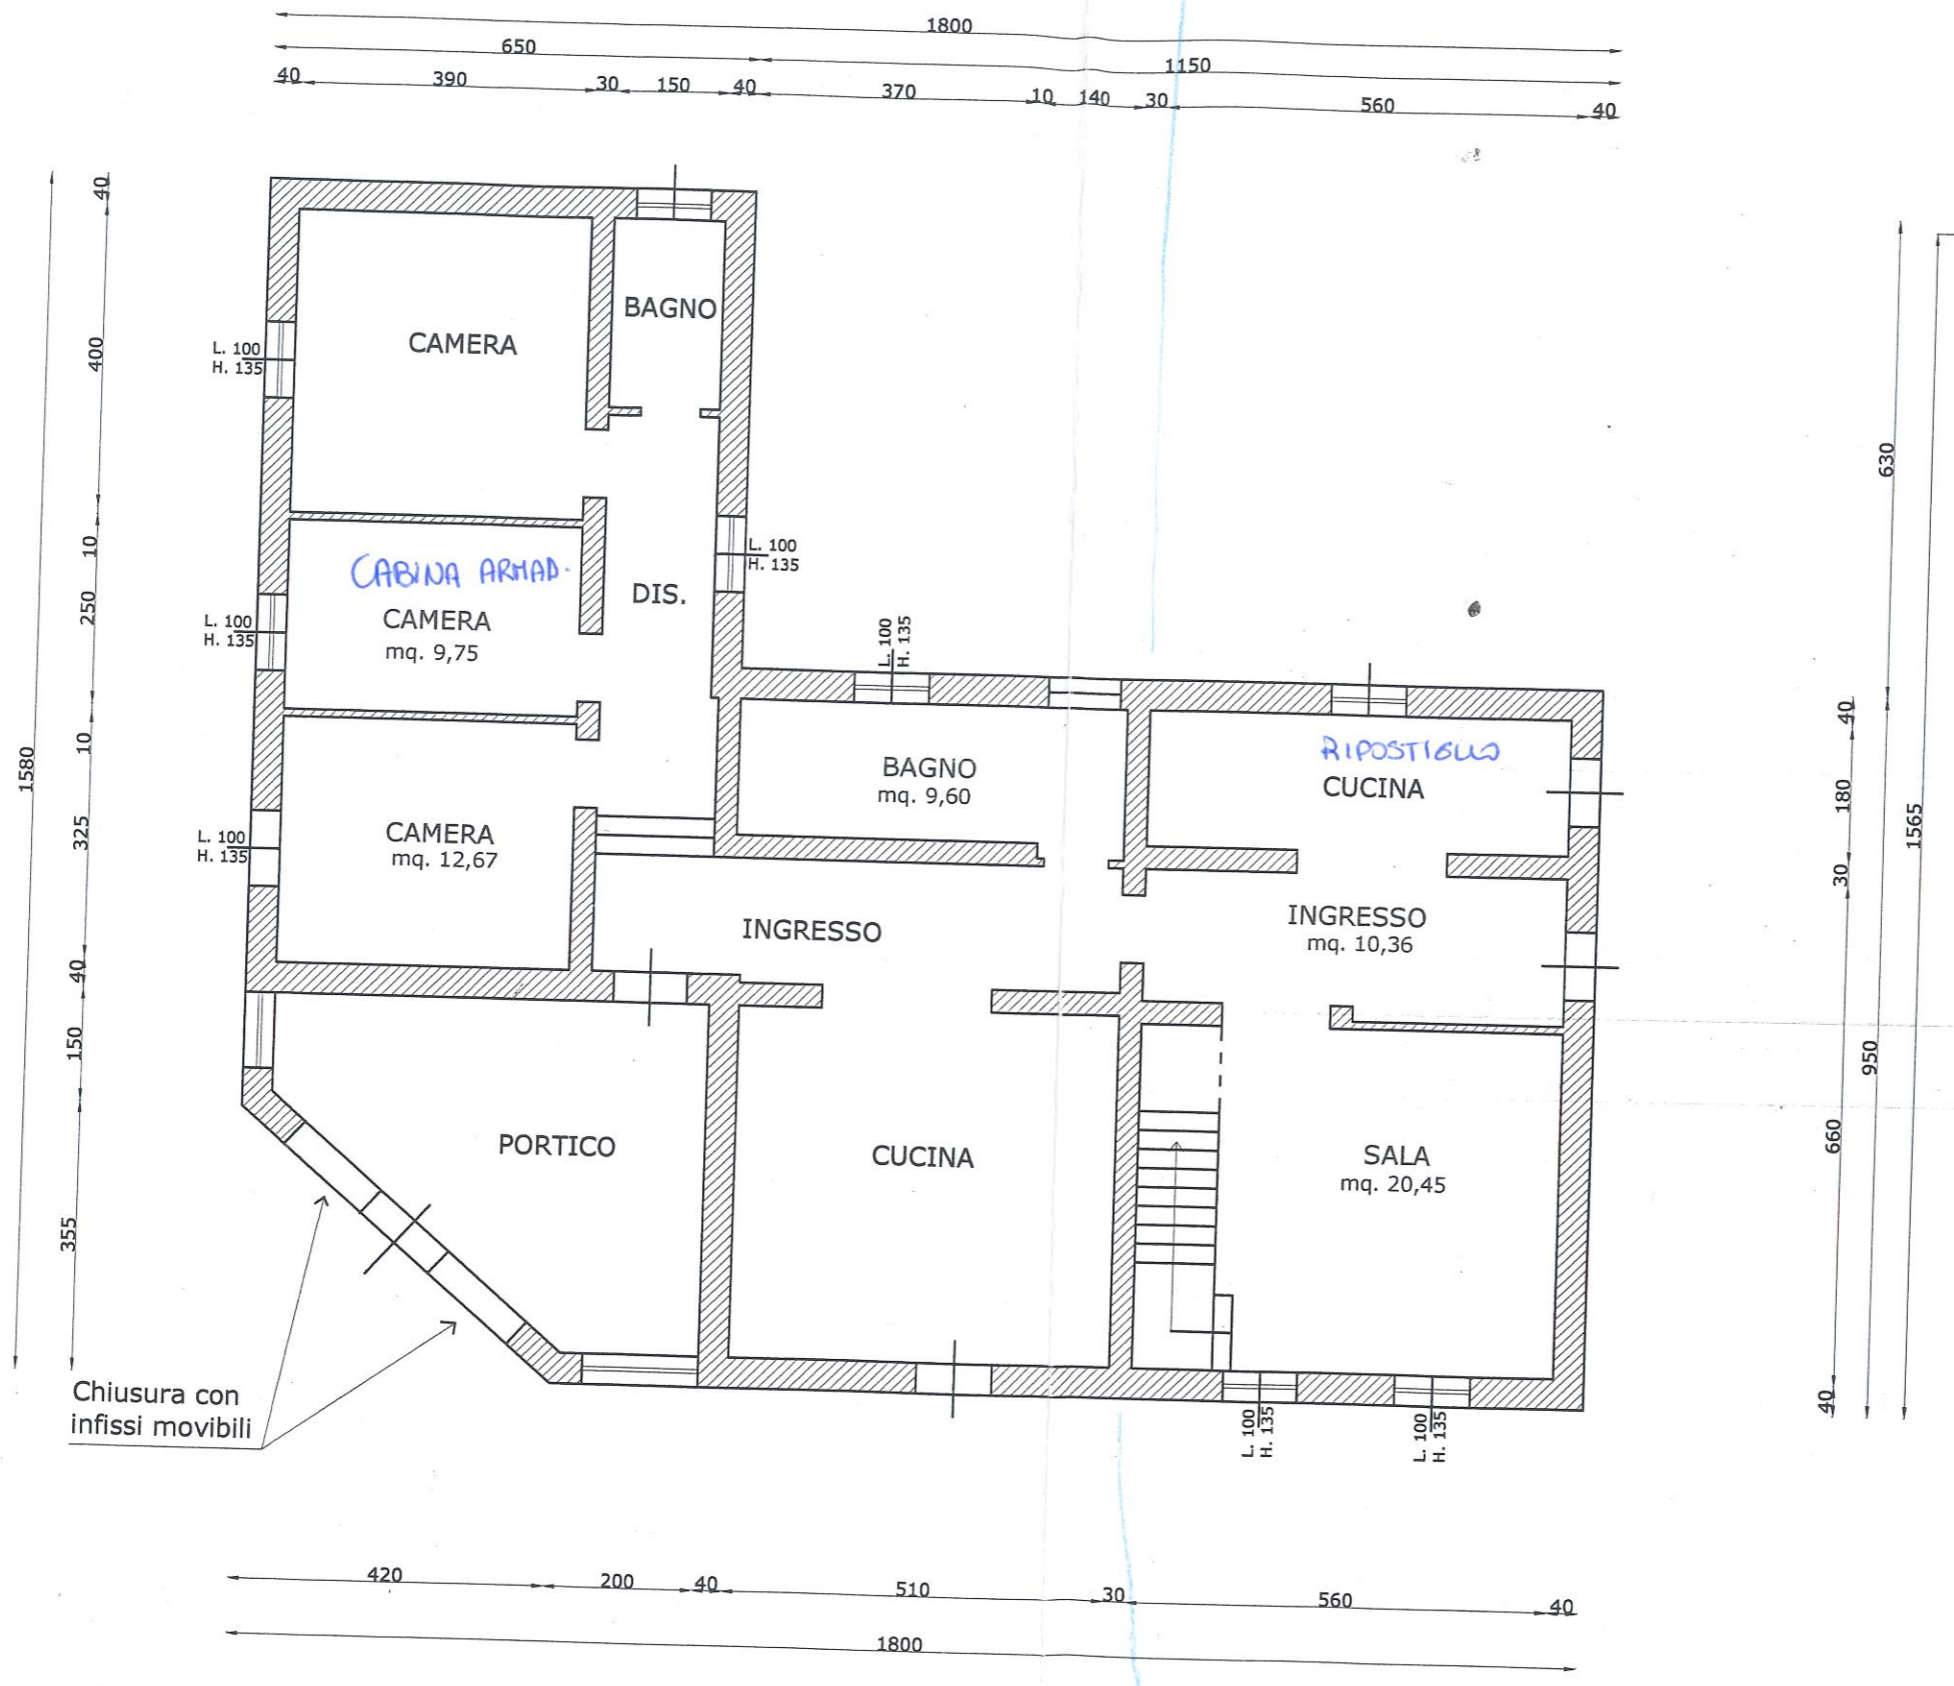 1800
650
1150
40 390 30 150 40 370 10 140 30 560 40
40
400
10
250
10
325
40
150
355
1580
BAGNO
CAMERA
L. 100
H. 135
CABINA ARMAD.
CAMERA
mq. 9,75
L. 100
H. 135
DIS.
L. 100
H. 135
L. 100
H. 135
BAGNO
mq. 9,60
RIPOSTIGLIO
CUCINA
CAMERA
mq. 12,67
L. 100
H. 135
INGRESSO
INGRESSO
mq. 10,36
PORTICO
CUCINA
SALA
mq. 20,45
L. 100
H. 135
L. 100
H. 135
Chiusura con
infissi movibili
630
40
180
30
660
40
950
1565
420 200 40 510 30 560 40
1800